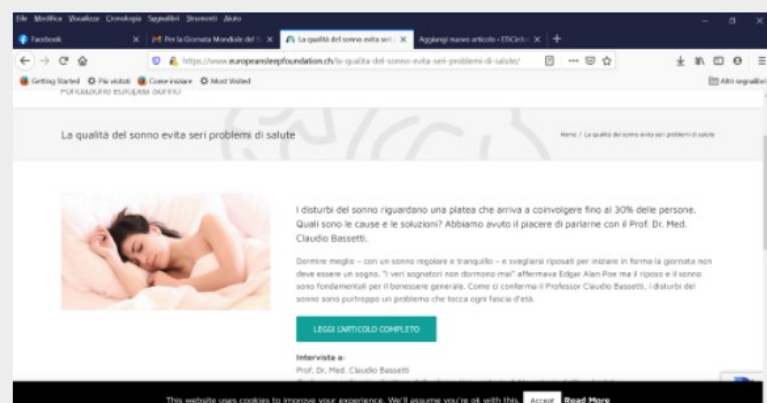 File Modifica Visualizza Cronologia Segnalibri Strumenti Aiuto
Facebook
Per la Giornata Mondiale del S
La qualità del sonno evita seri
Aggiungi nuovo articolo ‹ ETICinforma
https://www.europeansleepfoundation.ch/la-qualita-del-sonno-evita-seri-problemi-di-salute/
Getting Started Più visitati Come iniziare Most Visited
Altri segnalibri
Fondazione Europea Sonno
La qualità del sonno evita seri problemi di salute
Home / La qualità del sonno evita seri problemi di salute
I disturbi del sonno riguardano una platea che arriva a coinvolgere fino al 30% delle persone.
Quali sono le cause e le soluzioni? Abbiamo avuto il piacere di parlarne con il Prof. Dr. Med.
Claudio Bassetti.
Dormire meglio – con un sonno regolare e tranquillo – e svegliarsi riposati per iniziare in forma la giornata non
deve essere un sogno. "I veri sognatori non dormono mai" affermava Edgar Alan Poe ma il riposo e il sonno
sono fondamentali per il benessere generale. Come ci conferma il Professor Claudio Bassetti, i disturbi del
sonno sono purtroppo un problema che tocca ogni fascia d'età.
LEGGI L'ARTICOLO COMPLETO
Intervista a:
Prof. Dr. Med. Claudio Bassetti
This website uses cookies to improve your experience. We'll assume you're ok with this. Accept Read More